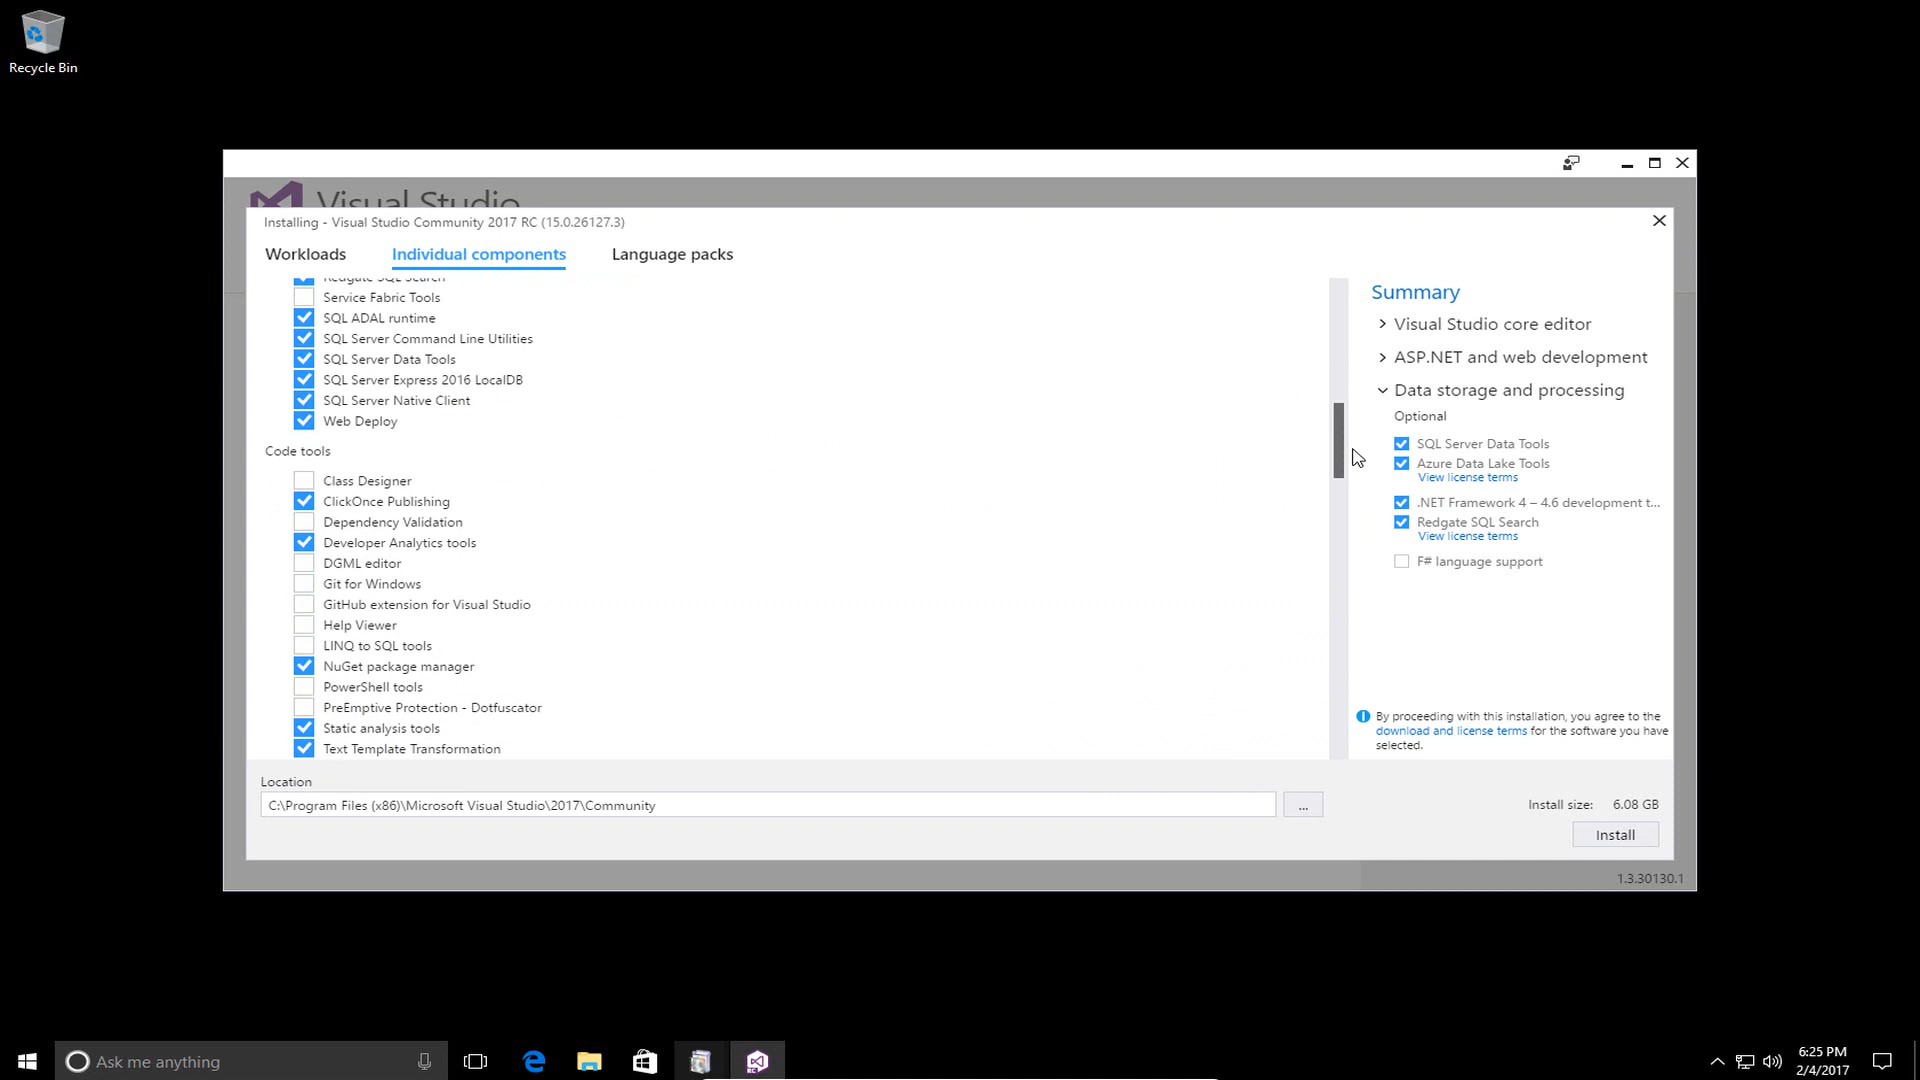 Recycle Bin
Visual Studio
Installing - Visual Studio Community 2017 RC (15.0.26127.3)
Workloads
Individual components
Language packs
Redgate SQL Search
Service Fabric Tools
SQL ADAL runtime
SQL Server Command Line Utilities
SQL Server Data Tools
SQL Server Express 2016 LocalDB
SQL Server Native Client
Web Deploy
Code tools
Class Designer
ClickOnce Publishing
Dependency Validation
Developer Analytics tools
DGML editor
Git for Windows
GitHub extension for Visual Studio
Help Viewer
LINQ to SQL tools
NuGet package manager
PowerShell tools
PreEmptive Protection - Dotfuscator
Static analysis tools
Text Template Transformation
Summary
Visual Studio core editor
ASP.NET and web development
Data storage and processing
Optional
SQL Server Data Tools
Azure Data Lake Tools
View license terms
.NET Framework 4 – 4.6 development t...
Redgate SQL Search
View license terms
F# language support
By proceeding with this installation, you agree to the
download and license terms for the software you have
selected.
Location
C:\Program Files (x86)\Microsoft Visual Studio\2017\Community
...
Install size: 6.08 GB
Install
1.3.30130.1
Ask me anything
6:25 PM
2/4/2017